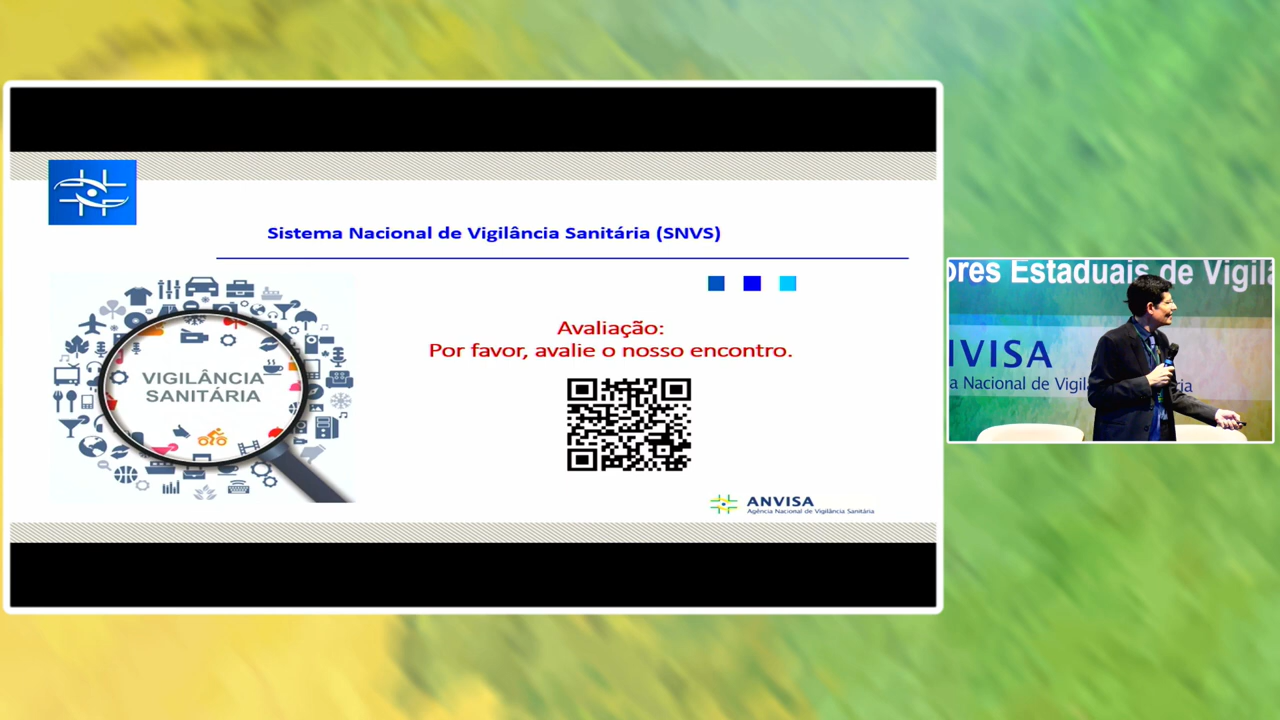 Sistema Nacional de Vigilância Sanitária (SNVS)
VIGILÂNCIA
SANITÁRIA
Avaliação:
Por favor, avalie o nosso encontro.
ANVISA
Agência Nacional de Vigilância Sanitária
ores Estaduais de Vigilâ
NVISA
a Nacional de Vigil ria